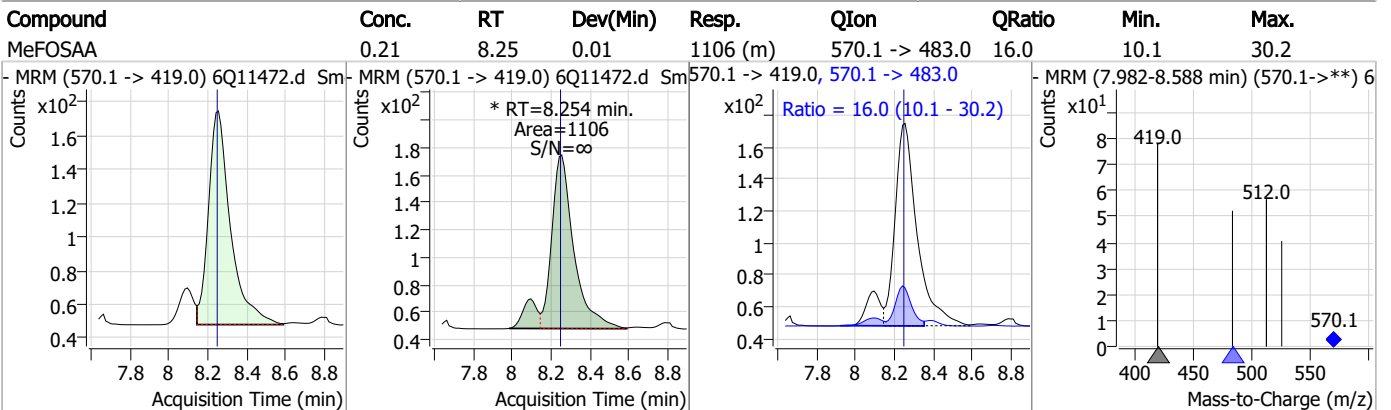 Compound Conc. RT Dev(Min) Resp. QIon QRatio Min. Max.
MeFOSAA 0.21 8.25 0.01 1106 (m) 570.1 -> 483.0 16.0 10.1 30.2
- MRM (570.1 -> 419.0) 6Q11472.d Sm
Counts
x10²
1.6
1.4
1.2
1
0.8
0.6
0.4
7.8 8 8.2 8.4 8.6 8.8
Acquisition Time (min)
- MRM (570.1 -> 419.0) 6Q11472.d Sm
Counts
x10²
* RT=8.254 min.
Area=1106
S/N=∞
1.8
1.6
1.4
1.2
1
0.8
0.6
0.4
7.8 8 8.2 8.4 8.6 8.8
Acquisition Time (min)
570.1 -> 419.0, 570.1 -> 483.0
x10²
Ratio = 16.0 (10.1 - 30.2)
1.6
1.4
1.2
1
0.8
0.6
0.4
7.8 8 8.2 8.4 8.6 8.8
Acquisition Time (min)
- MRM (7.982-8.588 min) (570.1->**) 6
Counts
x10¹
419.0
512.0
570.1
8
7
6
5
4
3
2
1
0
400 450 500 550
Mass-to-Charge (m/z)